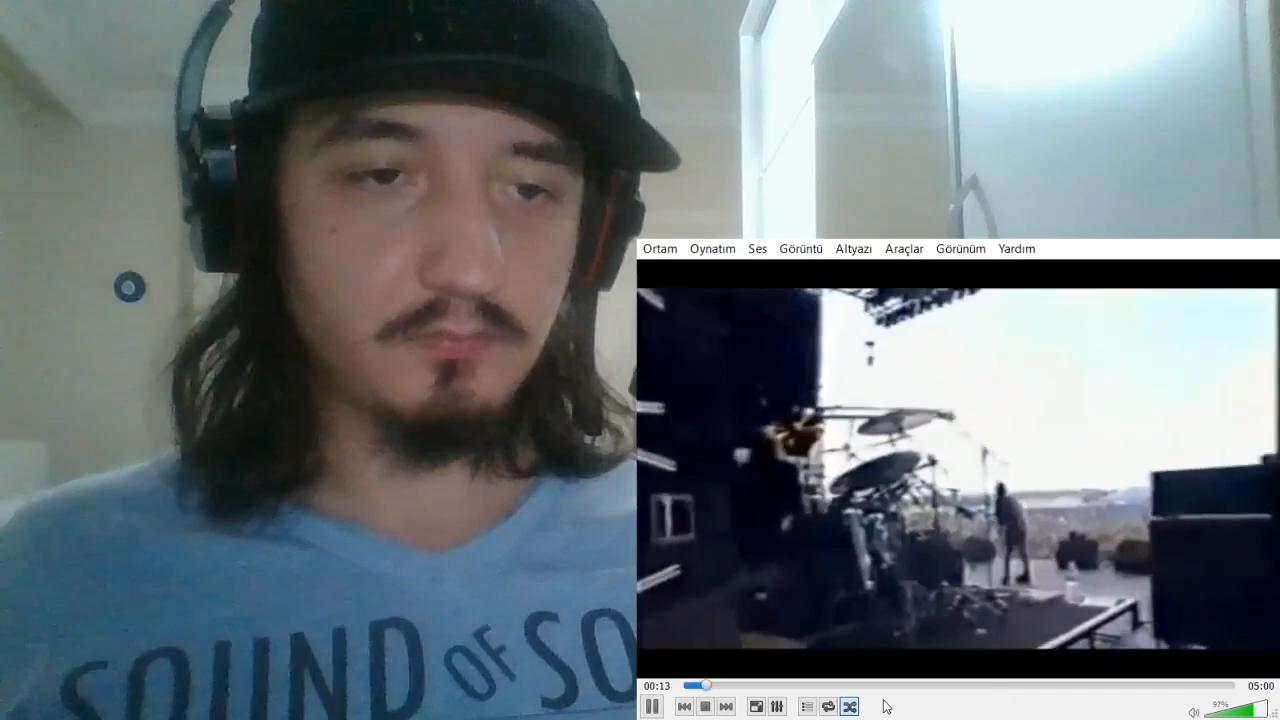 Ortam Oynatım Ses Görüntü Altyazı Araçlar Görünüm Yardım
SOUND OF SO
00:13
05:00
97%